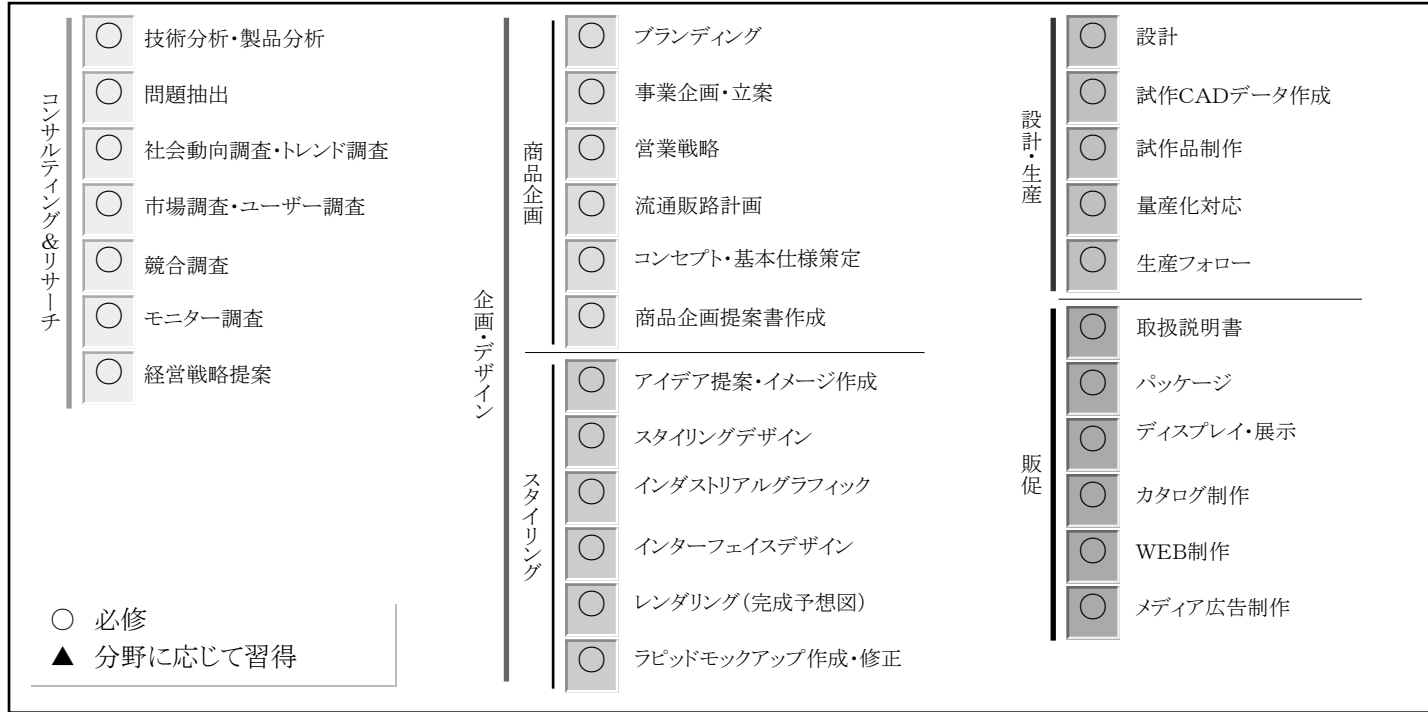 コンサルティング&リサーチ
○ 技術分析・製品分析
○ 問題抽出
○ 社会動向調査・トレンド調査
○ 市場調査・ユーザー調査
○ 競合調査
○ モニター調査
○ 経営戦略提案
企画・デザイン
商品企画
○ ブランディング
○ 事業企画・立案
○ 営業戦略
○ 流通販路計画
○ コンセプト・基本仕様策定
○ 商品企画提案書作成
スタイリング
○ アイデア提案・イメージ作成
○ スタイリングデザイン
○ インダストリアルグラフィック
○ インターフェイスデザイン
○ レンダリング(完成予想図)
○ ラピッドモックアップ作成・修正
設計・生産
○ 設計
○ 試作CADデータ作成
○ 試作品制作
○ 量産化対応
○ 生産フォロー
販促
○ 取扱説明書
○ パッケージ
○ ディスプレイ・展示
○ カタログ制作
○ WEB制作
○ メディア広告制作
○ 必修
▲ 分野に応じて習得